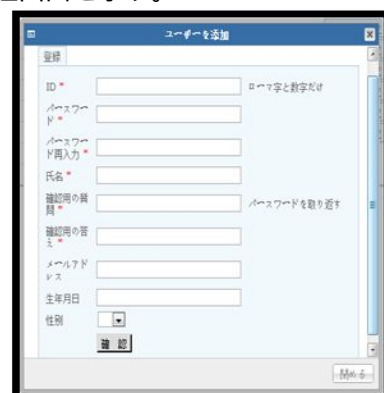 ユーザーを追加
登録
ID * ローマ字と数字だけ
パスワー
ド *
パスワー
ド再入力 *
氏名 *
確認用の質
問 * パスワードを取り返す
確認用の答
え *
メールアド
レス
生年月日
性別
確 認
閉める